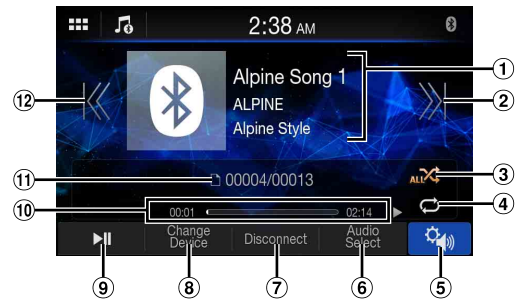 2:38 AM
1
Alpine Song 1
12
2
ALPINE
Alpine Style
11
00004/00013
ALL
3
10
00:01
02:14
4
Change
Device
Disconnect
Audio
Select
9
8
7
6
5